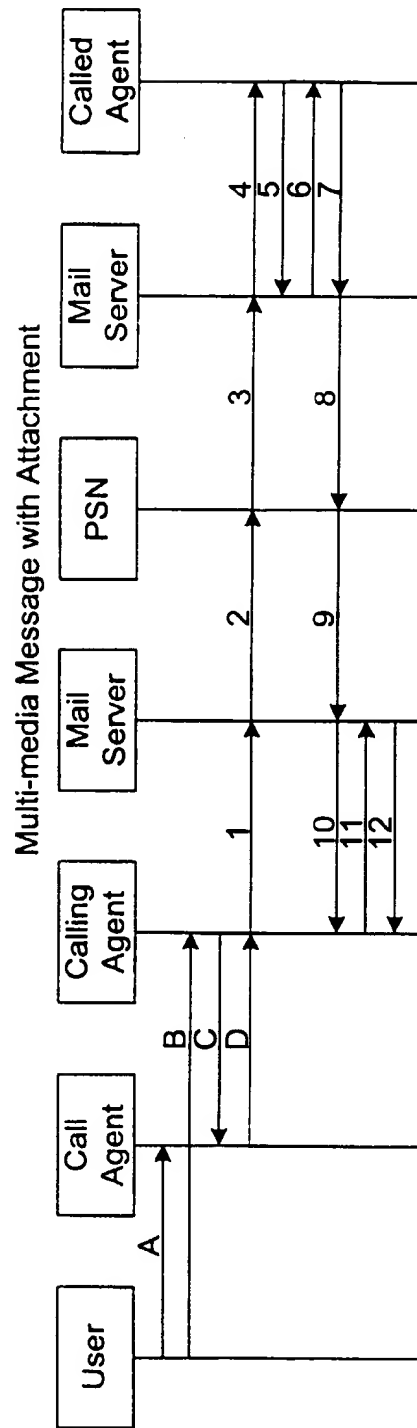 Multi-media Message with Attachment
User
Call
Agent
Calling
Agent
Mail
Server
PSN
Mail
Server
Called
Agent
A
B
C
D
1
2
3
4
5
6
7
8
9
10
11
12